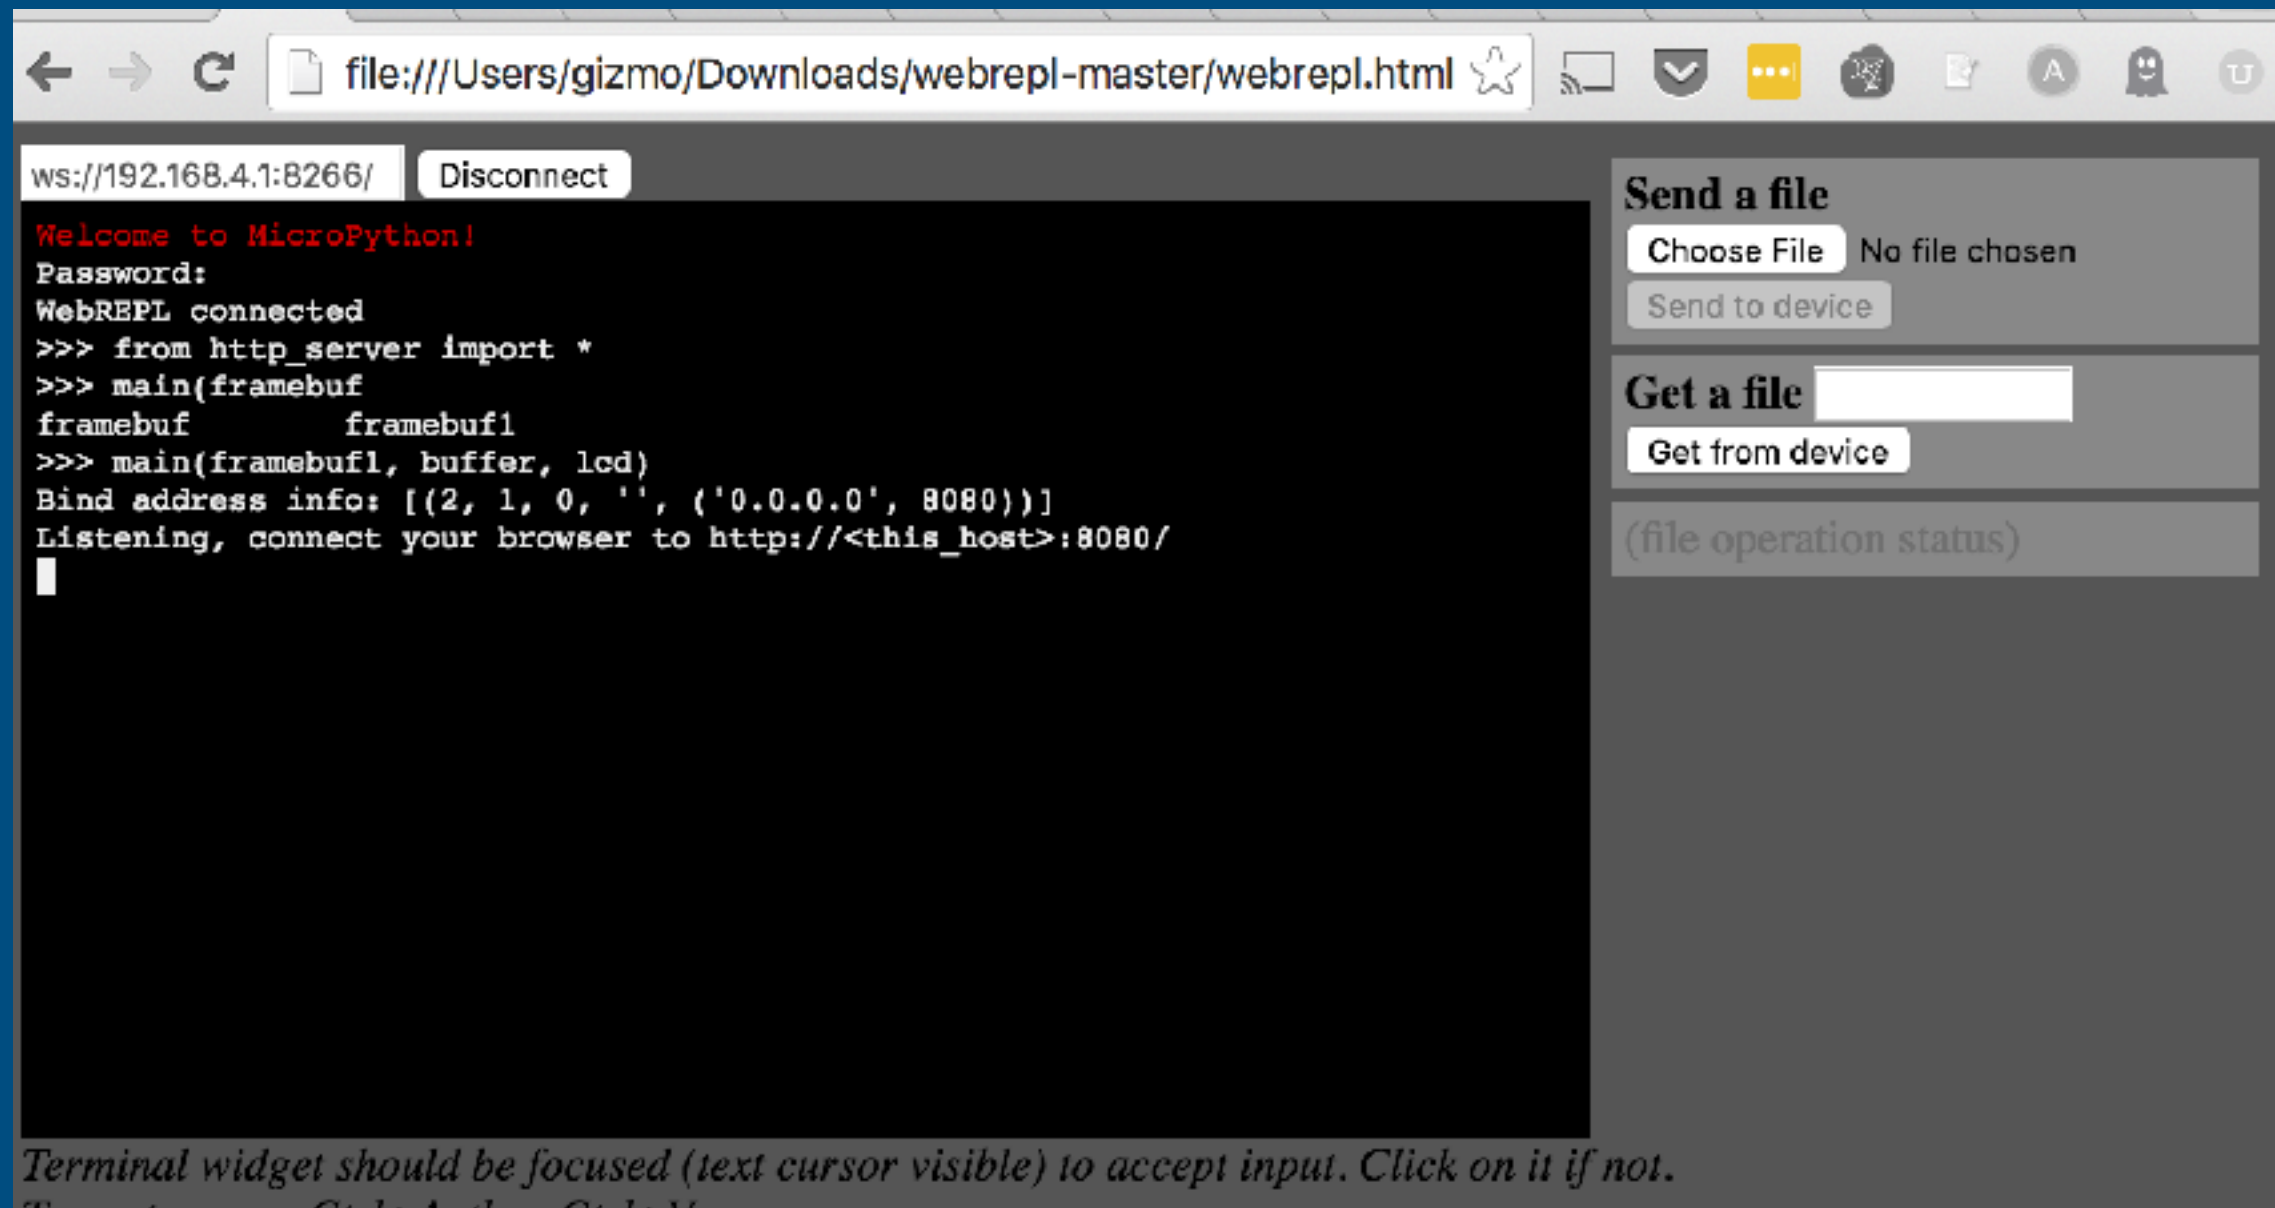 file:///Users/gizmo/Downloads/webrepl-master/webrepl.html
ws://192.168.4.1:8266/ Disconnect
Welcome to MicroPython!
Password:
WebREPL connected
>>> from http_server import *
>>> main(framebuf
framebuf framebuf1
>>> main(framebuf1, buffer, lcd)
Bind address info: [(2, 1, 0, '', ('0.0.0.0', 8080))]
Listening, connect your browser to http://<this_host>:8080/
Send a file
Choose File No file chosen
Send to device
Get a file
Get from device
(file operation status)
Terminal widget should be focused (text cursor visible) to accept input. Click on it if not.